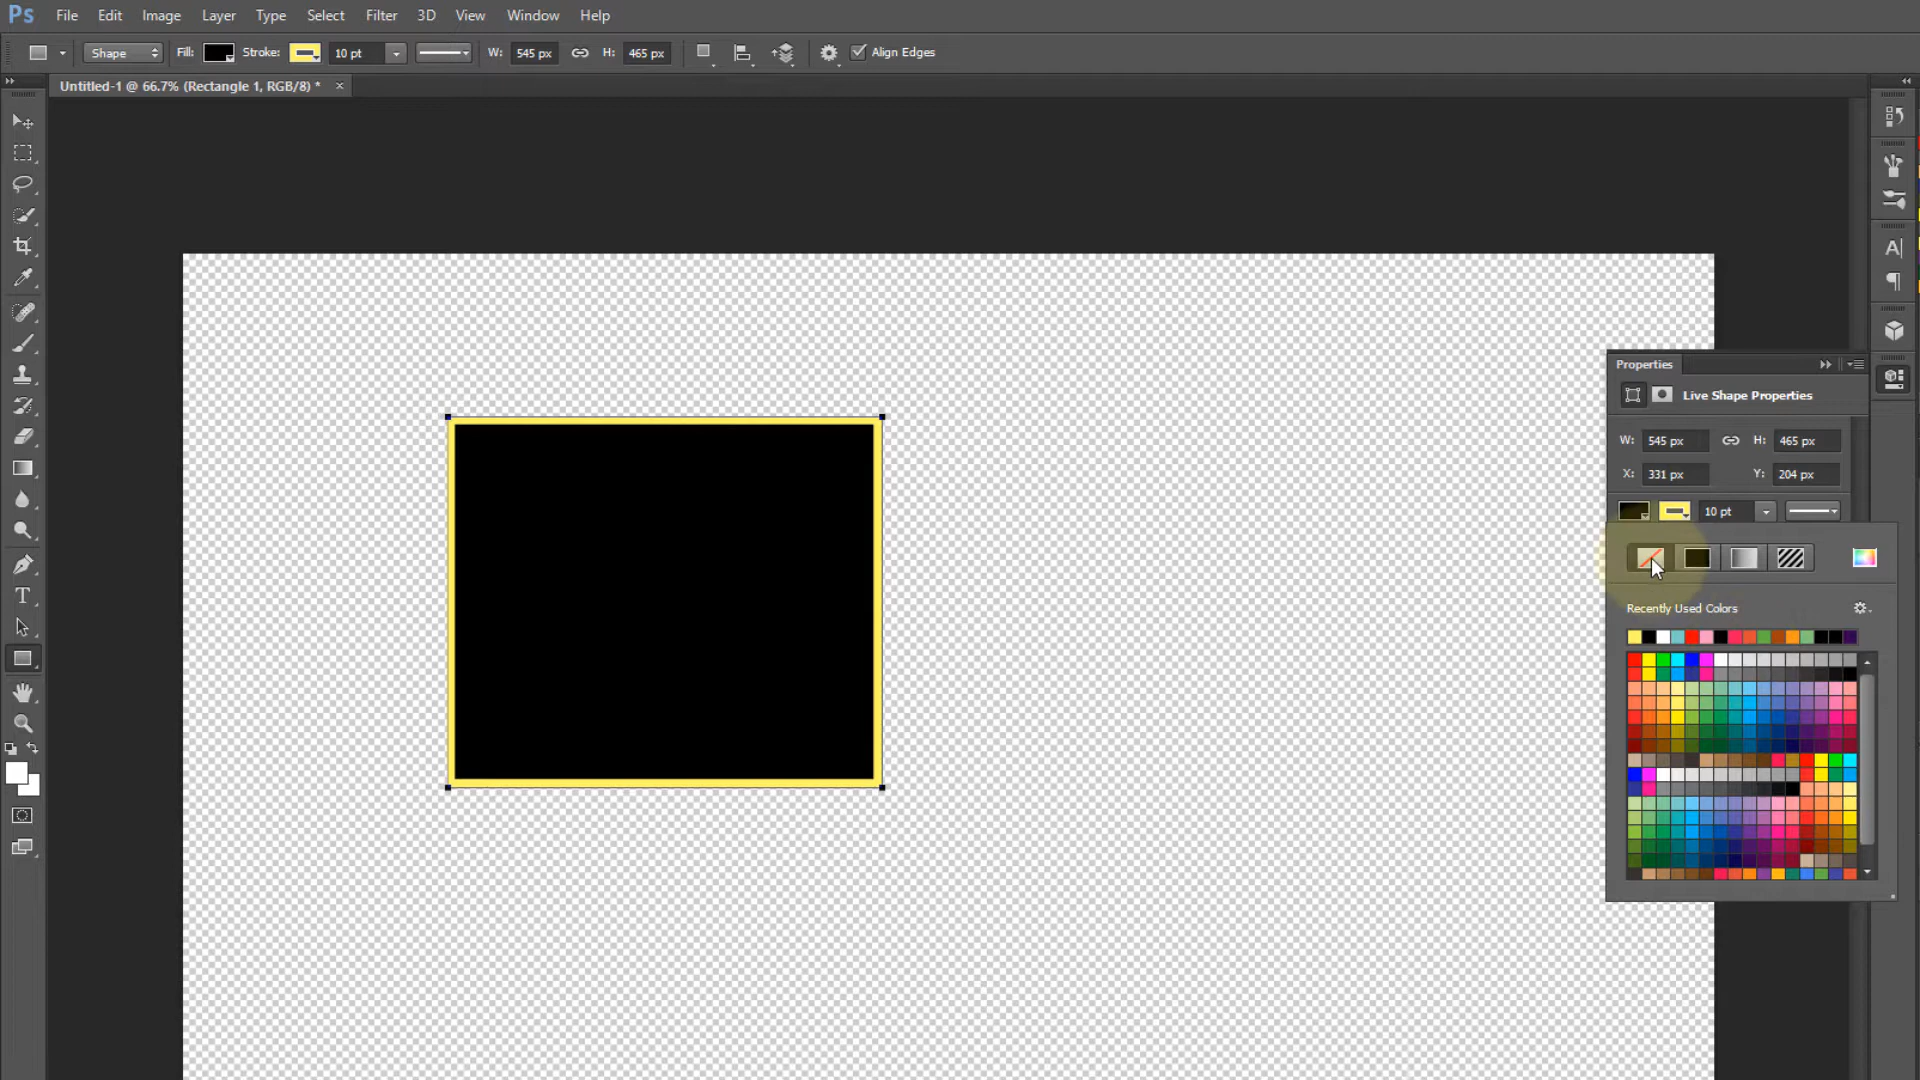 Ps File Edit Image Layer Type Select Filter 3D View Window Help
Shape Fill: Stroke: 10 pt W: 545 px H: 465 px Align Edges
Untitled-1 @ 66.7% (Rectangle 1, RGB/8) * ×
Properties
Live Shape Properties
W: 545 px H: 465 px
X: 331 px Y: 204 px
10 pt
Recently Used Colors